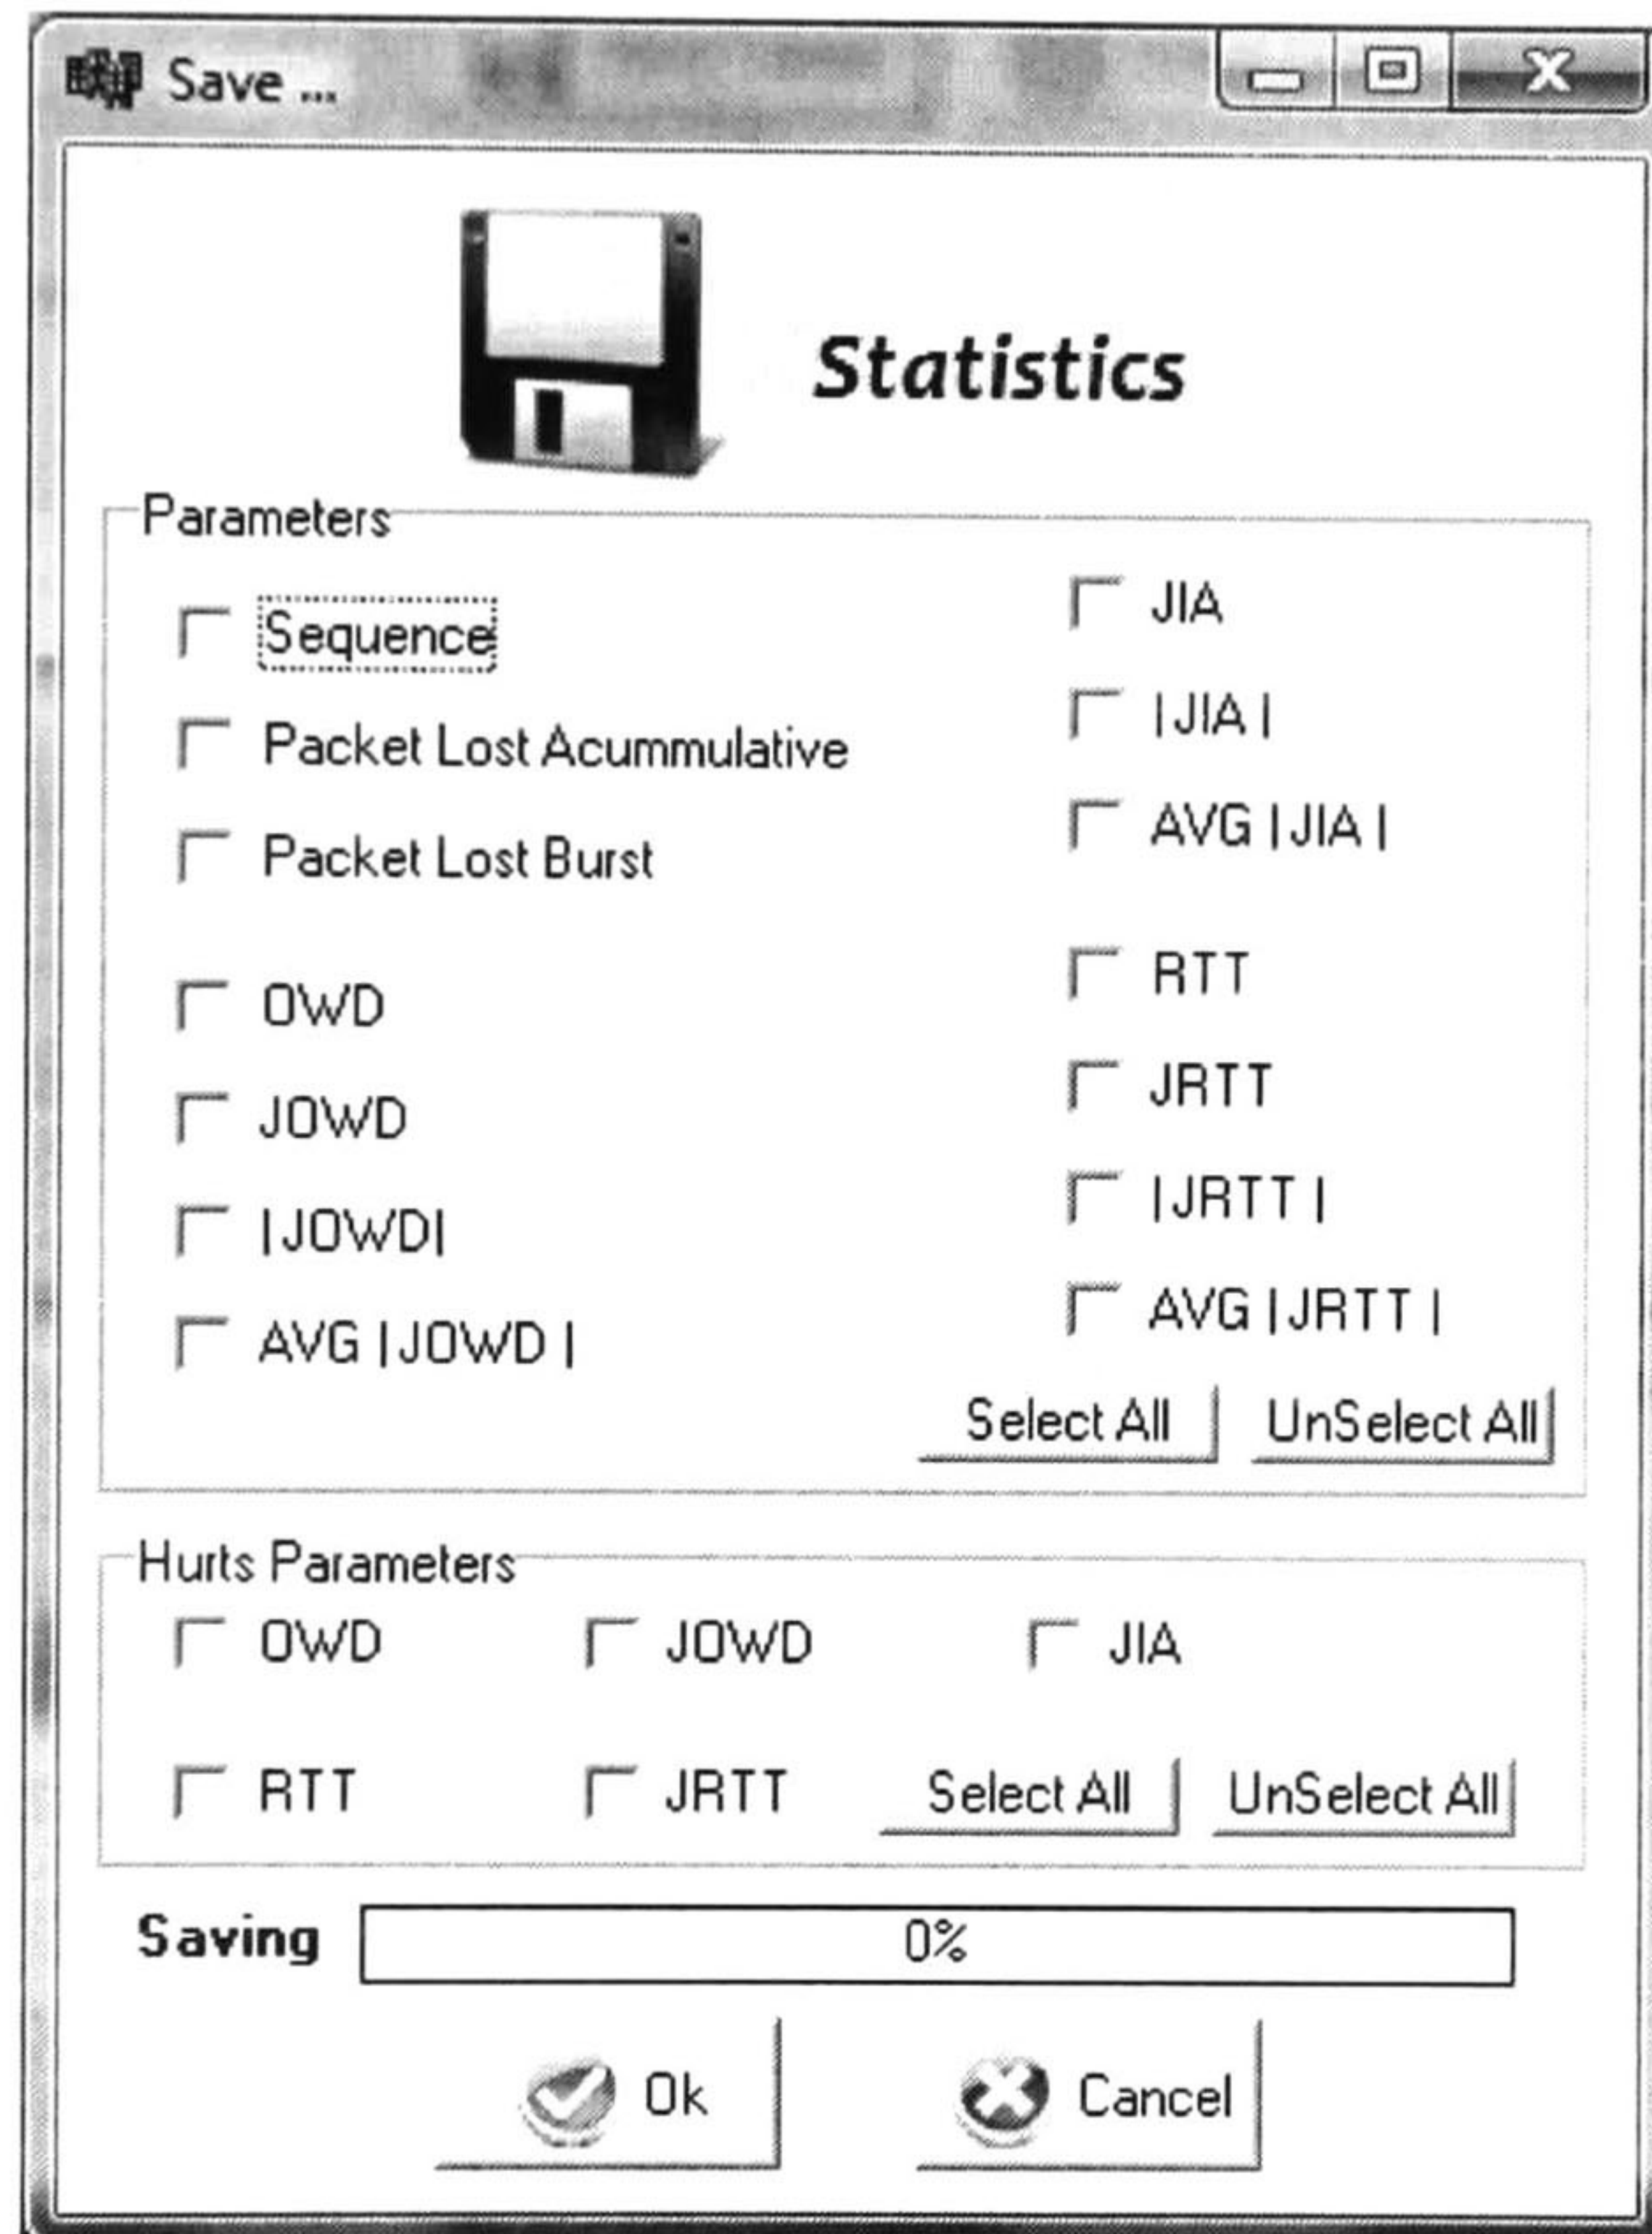 Save ...
Statistics
Parameters
Sequence
Packet Lost Acummulative
Packet Lost Burst
OWD
JOWD
|JOWD|
AVG |JOWD |
JIA
|JIA |
AVG |JIA |
RTT
JRTT
|JRTT |
AVG |JRTT |
Select All UnSelect All
Hurts Parameters
OWD JOWD JIA
RTT JRTT Select All UnSelect All
Saving 0%
Ok Cancel